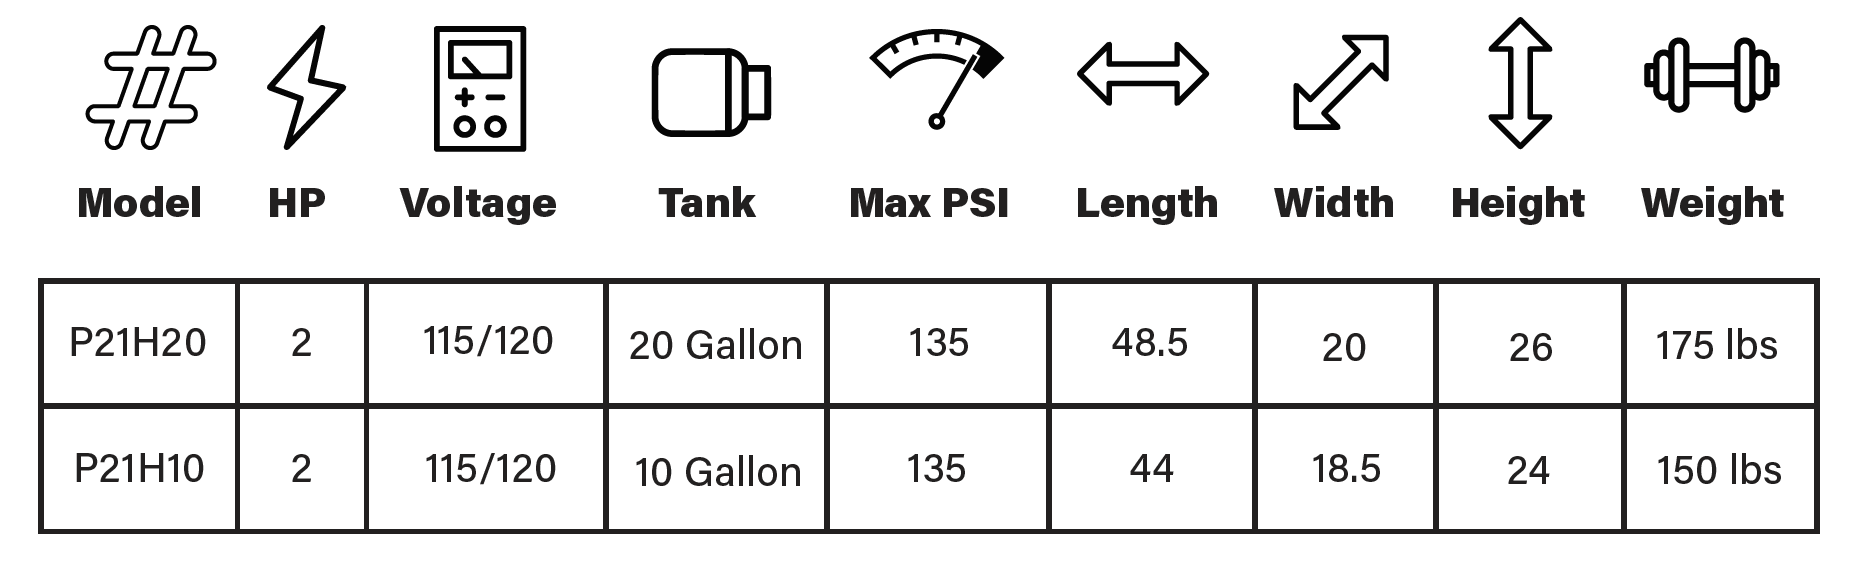 Model HP Voltage Tank Max PSI Length Width Height Weight
P21H20 2 115/120 20 Gallon 135 48.5 20 26 175 lbs
P21H10 2 115/120 10 Gallon 135 44 18.5 24 150 lbs